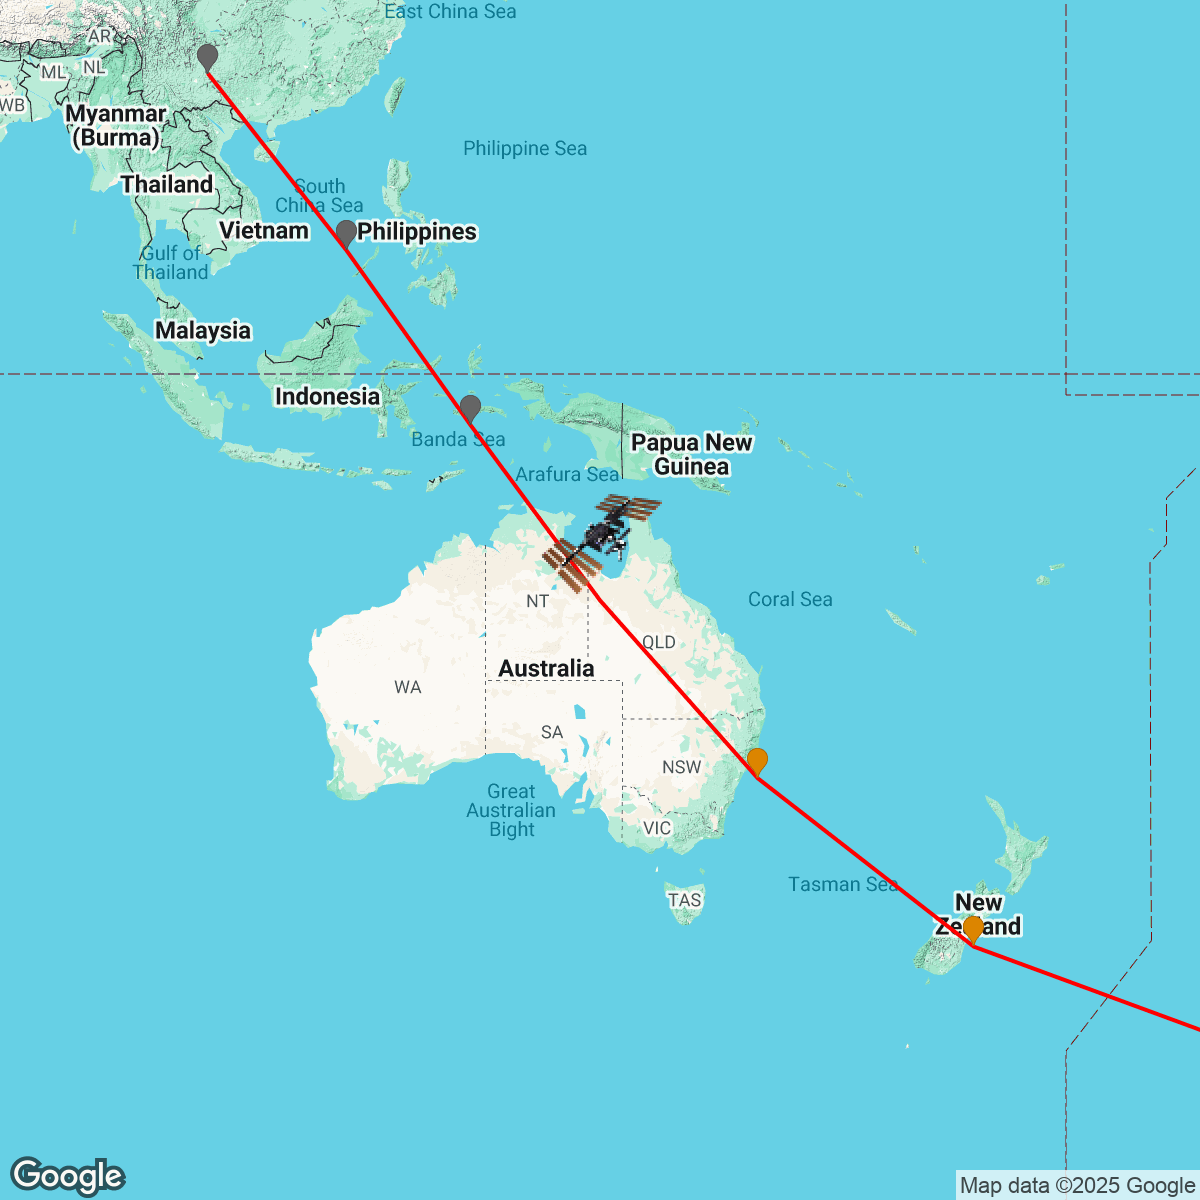 East China Sea
AR
ML
NL
WB
Myanmar
(Burma)
Philippine Sea
Thailand
South
China Sea
Vietnam
Philippines
Gulf of
Thailand
Malaysia
Indonesia
Banda Sea
Papua New
Guinea
Arafura Sea
NT
Coral Sea
QLD
Australia
WA
SA
NSW
Great
Australian
Bight
VIC
Tasman Sea
TAS
New
Zealand
Google
Map data ©2025 Google